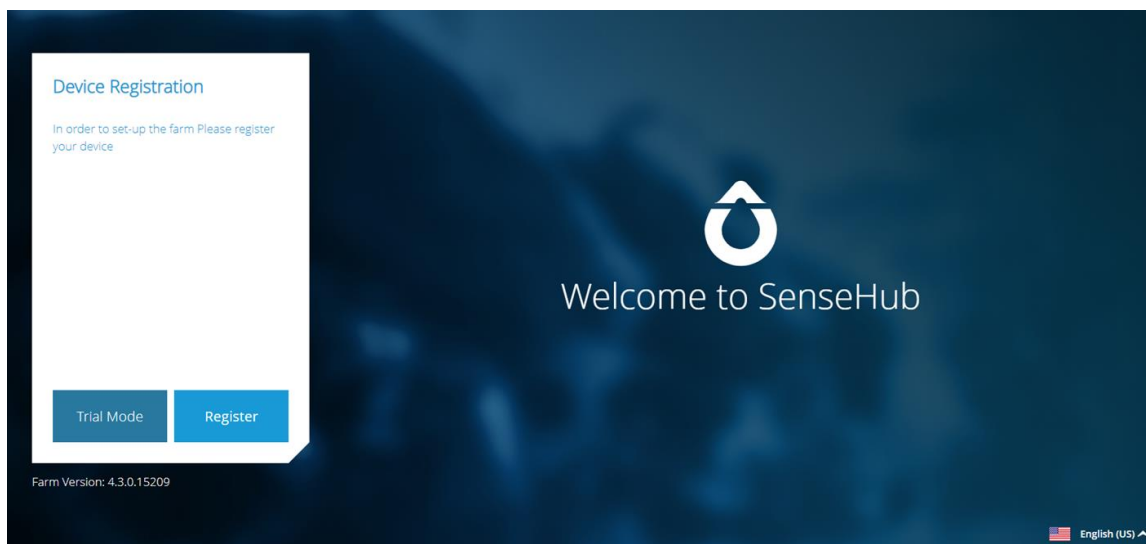 Device Registration
In order to set-up the farm Please register
your device
Welcome to SenseHub
Trial Mode
Register
Farm Version: 4.3.0.15209
English (US)